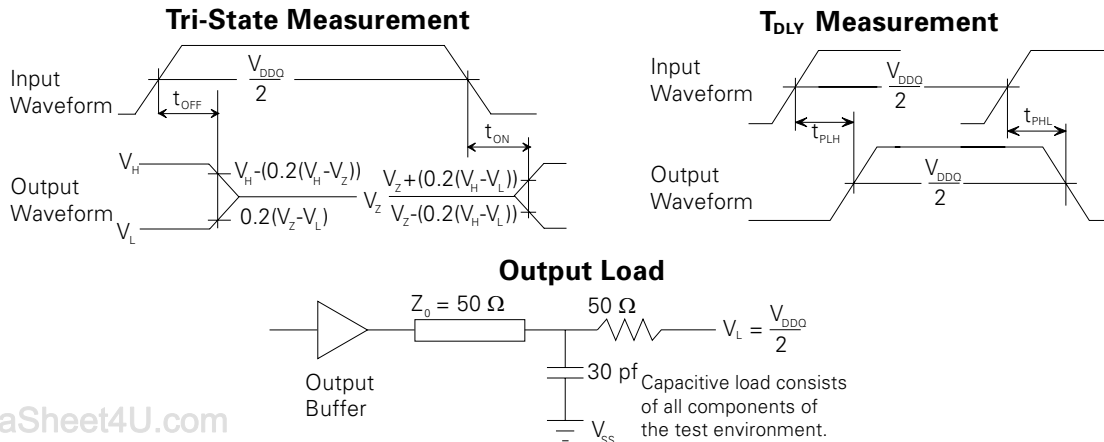 Tri-State Measurement
Input
Waveform
V_DDQ
2
t_OFF
t_ON
V_H
V_H-(0.2(V_H-V_Z))
V_Z+(0.2(V_H-V_L))
Output
Waveform
V_Z
0.2(V_Z-V_L)
V_Z-(0.2(V_H-V_L))
V_L
T_DLY Measurement
Input
Waveform
V_DDQ
2
t_PLH
t_PHL
Output
Waveform
V_DDQ
2
Output Load
Z_0 = 50 Ω
50 Ω
V_L = V_DDQ
2
Output
Buffer
30 pf
Capacitive load consists
of all components of
the test environment.
V_SS
aSheet4U.com